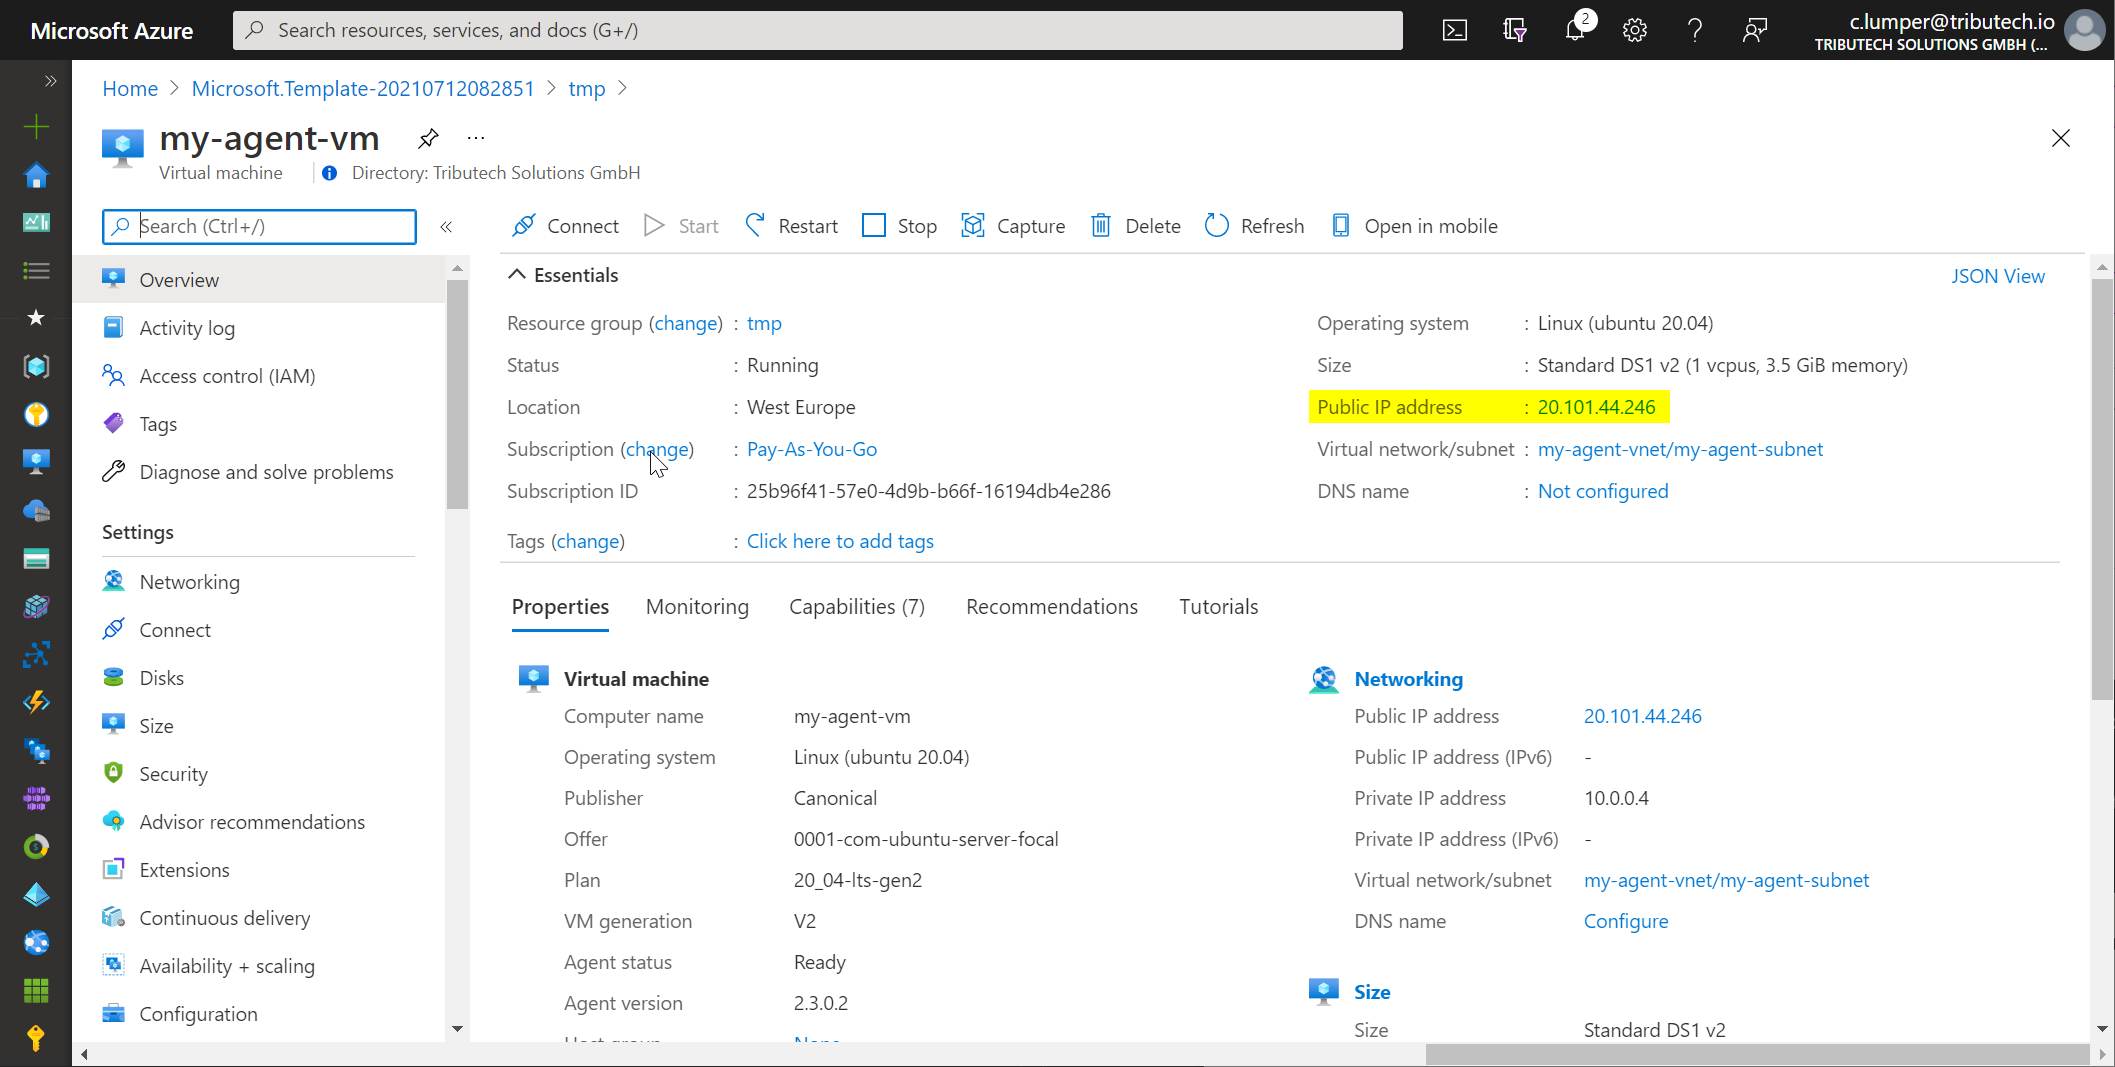 Microsoft Azure
Search resources, services, and docs (G+/)
2
c.lumper@tributech.io
TRIBUTECH SOLUTIONS GMBH (...
Home > Microsoft.Template-20210712082851 > tmp >
my-agent-vm
Virtual machine
Directory: Tributech Solutions GmbH
Search (Ctrl+/)
Overview
Activity log
Access control (IAM)
Tags
Diagnose and solve problems
Settings
Networking
Connect
Disks
Size
Security
Advisor recommendations
Extensions
Continuous delivery
Availability + scaling
Configuration
Connect Start Restart Stop Capture Delete Refresh Open in mobile
Essentials
JSON View
Resource group (change) : tmp
Status : Running
Location : West Europe
Subscription (change) : Pay-As-You-Go
Subscription ID : 25b96f41-57e0-4d9b-b66f-16194db4e286
Tags (change) : Click here to add tags
Operating system : Linux (ubuntu 20.04)
Size : Standard DS1 v2 (1 vcpus, 3.5 GiB memory)
Public IP address : 20.101.44.246
Virtual network/subnet : my-agent-vnet/my-agent-subnet
DNS name : Not configured
Properties Monitoring Capabilities (7) Recommendations Tutorials
Virtual machine
Computer name my-agent-vm
Operating system Linux (ubuntu 20.04)
Publisher Canonical
Offer 0001-com-ubuntu-server-focal
Plan 20_04-lts-gen2
VM generation V2
Agent status Ready
Agent version 2.3.0.2
Host group None
Networking
Public IP address 20.101.44.246
Public IP address (IPv6) -
Private IP address 10.0.0.4
Private IP address (IPv6) -
Virtual network/subnet my-agent-vnet/my-agent-subnet
DNS name Configure
Size
Size Standard DS1 v2